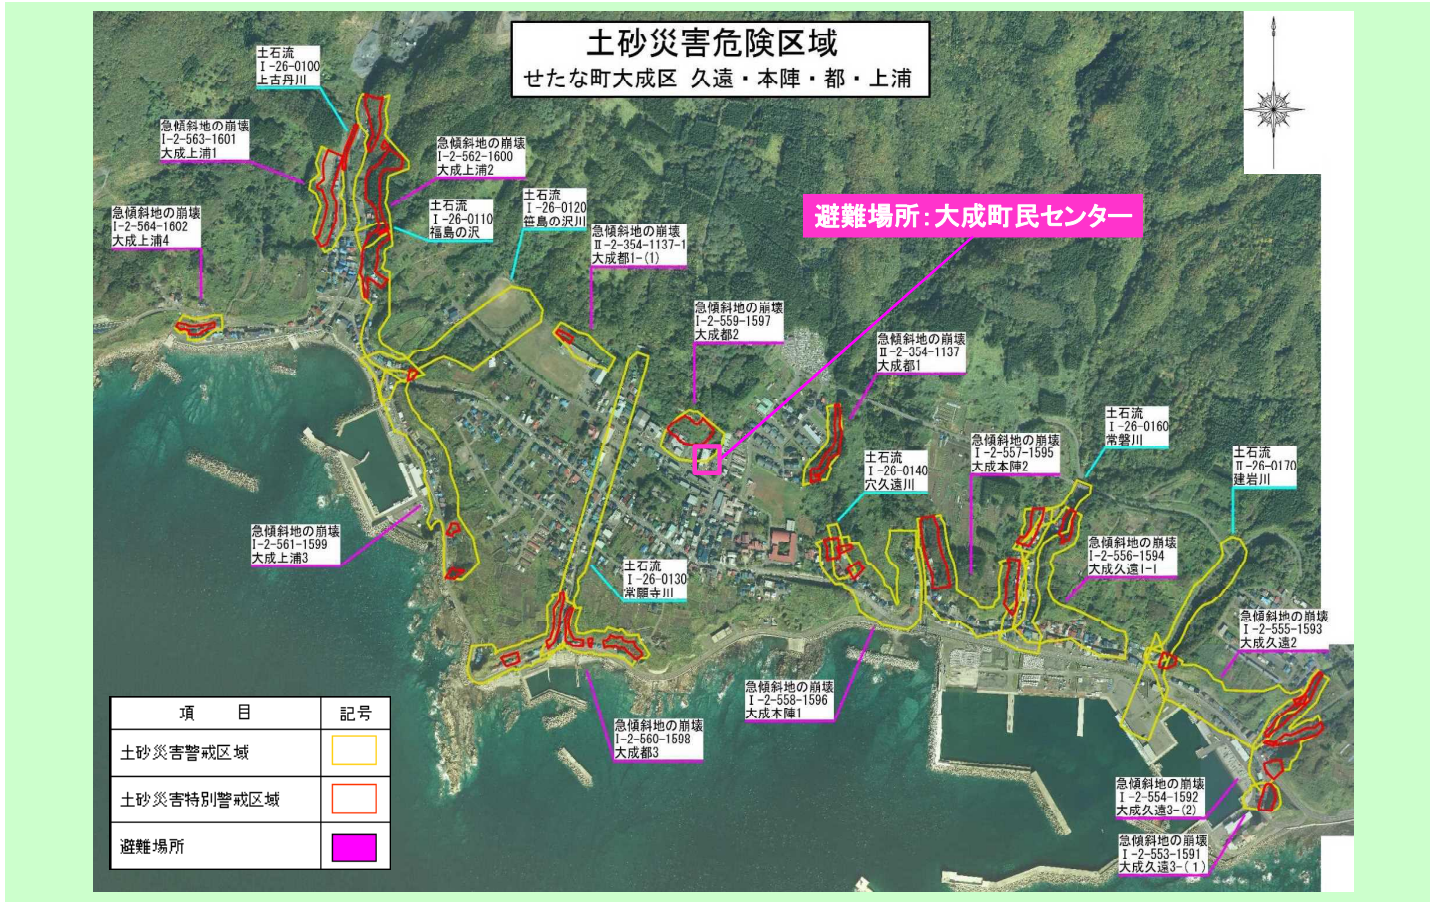 土砂災害危険区域
せたな町大成区 久遠・本陣・都・上浦
土石流
Ⅰ-26-0100
上古丹川
急傾斜地の崩壊
Ⅰ-2-563-1601
大成上浦1
急傾斜地の崩壊
Ⅰ-2-562-1600
大成上浦2
急傾斜地の崩壊
Ⅰ-2-564-1602
大成上浦4
土石流
Ⅰ-26-0110
福島の沢
土石流
Ⅰ-26-0120
笹島の沢川
急傾斜地の崩壊
Ⅱ-2-354-1137-1
大成都1-(1)
避難場所:大成町民センター
急傾斜地の崩壊
Ⅰ-2-559-1597
大成都2
急傾斜地の崩壊
Ⅱ-2-354-1137
大成都1
土石流
Ⅰ-26-0140
穴久遠川
急傾斜地の崩壊
Ⅰ-2-557-1595
大成本陣2
土石流
Ⅰ-26-0160
常磐川
土石流
Ⅱ-26-0170
建岩川
急傾斜地の崩壊
Ⅰ-2-561-1599
大成上浦3
土石流
Ⅰ-26-0130
常願寺川
急傾斜地の崩壊
Ⅰ-2-556-1594
大成久遠1-1
急傾斜地の崩壊
Ⅰ-2-555-1593
大成久遠2
急傾斜地の崩壊
Ⅰ-2-558-1596
大成本陣1
急傾斜地の崩壊
Ⅰ-2-560-1598
大成都3
急傾斜地の崩壊
Ⅰ-2-554-1592
大成久遠3-(2)
急傾斜地の崩壊
Ⅰ-2-553-1591
大成久遠3-(1)
項 目 記号
土砂災害警戒区域
土砂災害特別警戒区域
避難場所